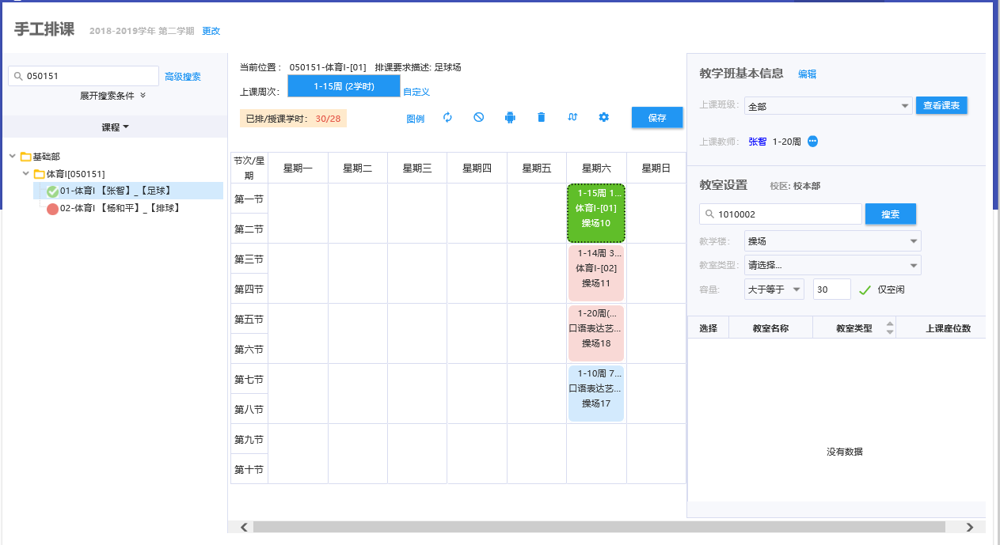 手工排课 2018-2019学年 第二学期 更改
050151 高级搜索
展开搜索条件
课程
基础部
体育I[050151]
01-体育I 【张智】_【足球】
02-体育I 【杨和平】_【排球】
当前位置： 050151-体育I-[01] 排课要求描述: 足球场
上课周次: 1-15周 (2学时) 自定义
已排/授课学时: 30/28 图例 保存
节次/星期 星期一 星期二 星期三 星期四 星期五 星期六 星期日
第一节
第二节
第三节
第四节
第五节
第六节
第七节
第八节
第九节
第十节
1-15周 1...
体育I-[01]
操场10
1-14周 3...
体育I-[02]
操场11
1-20周(...
口语表达艺...
操场18
1-10周 7...
口语表达艺...
操场17
教学班基本信息 编辑
上课班级: 全部 查看课表
上课教师: 张智 1-20周
教室设置 校区: 校本部
1010002 搜索
教学楼: 操场
教室类型: 请选择...
容量: 大于等于 30 仅空闲
选择 教室名称 教室类型 上课座位数
没有数据